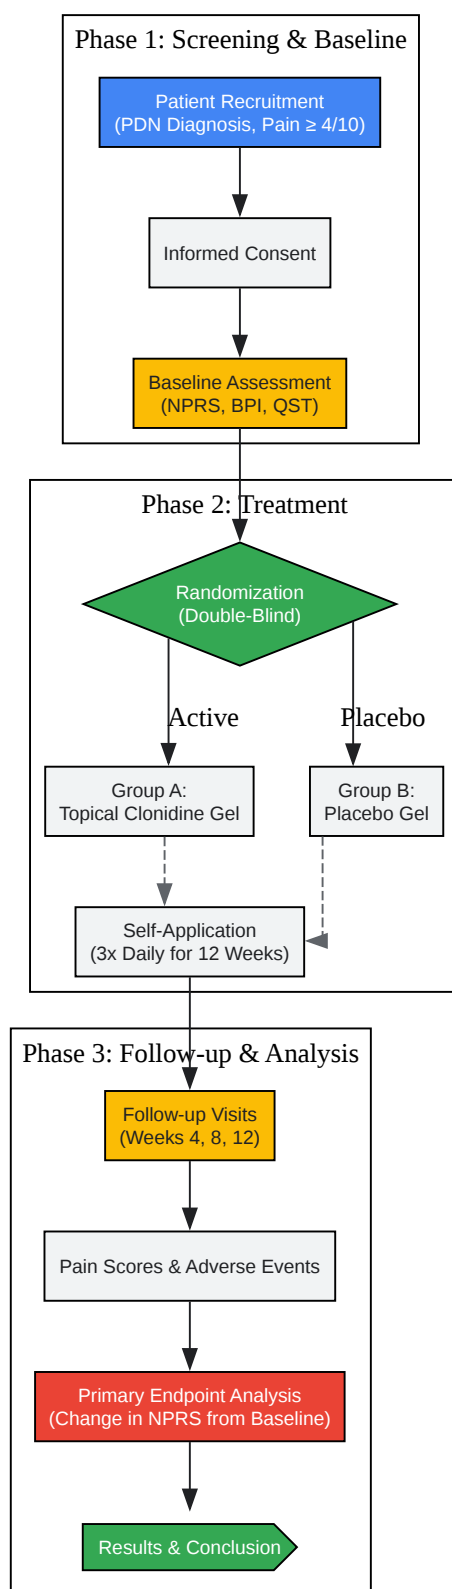 Phase 1: Screening & Baseline
Patient Recruitment
(PDN Diagnosis, Pain ≥ 4/10)
Informed Consent
Baseline Assessment
(NPRS, BPI, QST)
Phase 2: Treatment
Randomization
(Double-Blind)
Active
Placebo
Group A:
Topical Clonidine Gel
Group B:
Placebo Gel
Self-Application
(3x Daily for 12 Weeks)
Phase 3: Follow-up & Analysis
Follow-up Visits
(Weeks 4, 8, 12)
Pain Scores & Adverse Events
Primary Endpoint Analysis
(Change in NPRS from Baseline)
Results & Conclusion